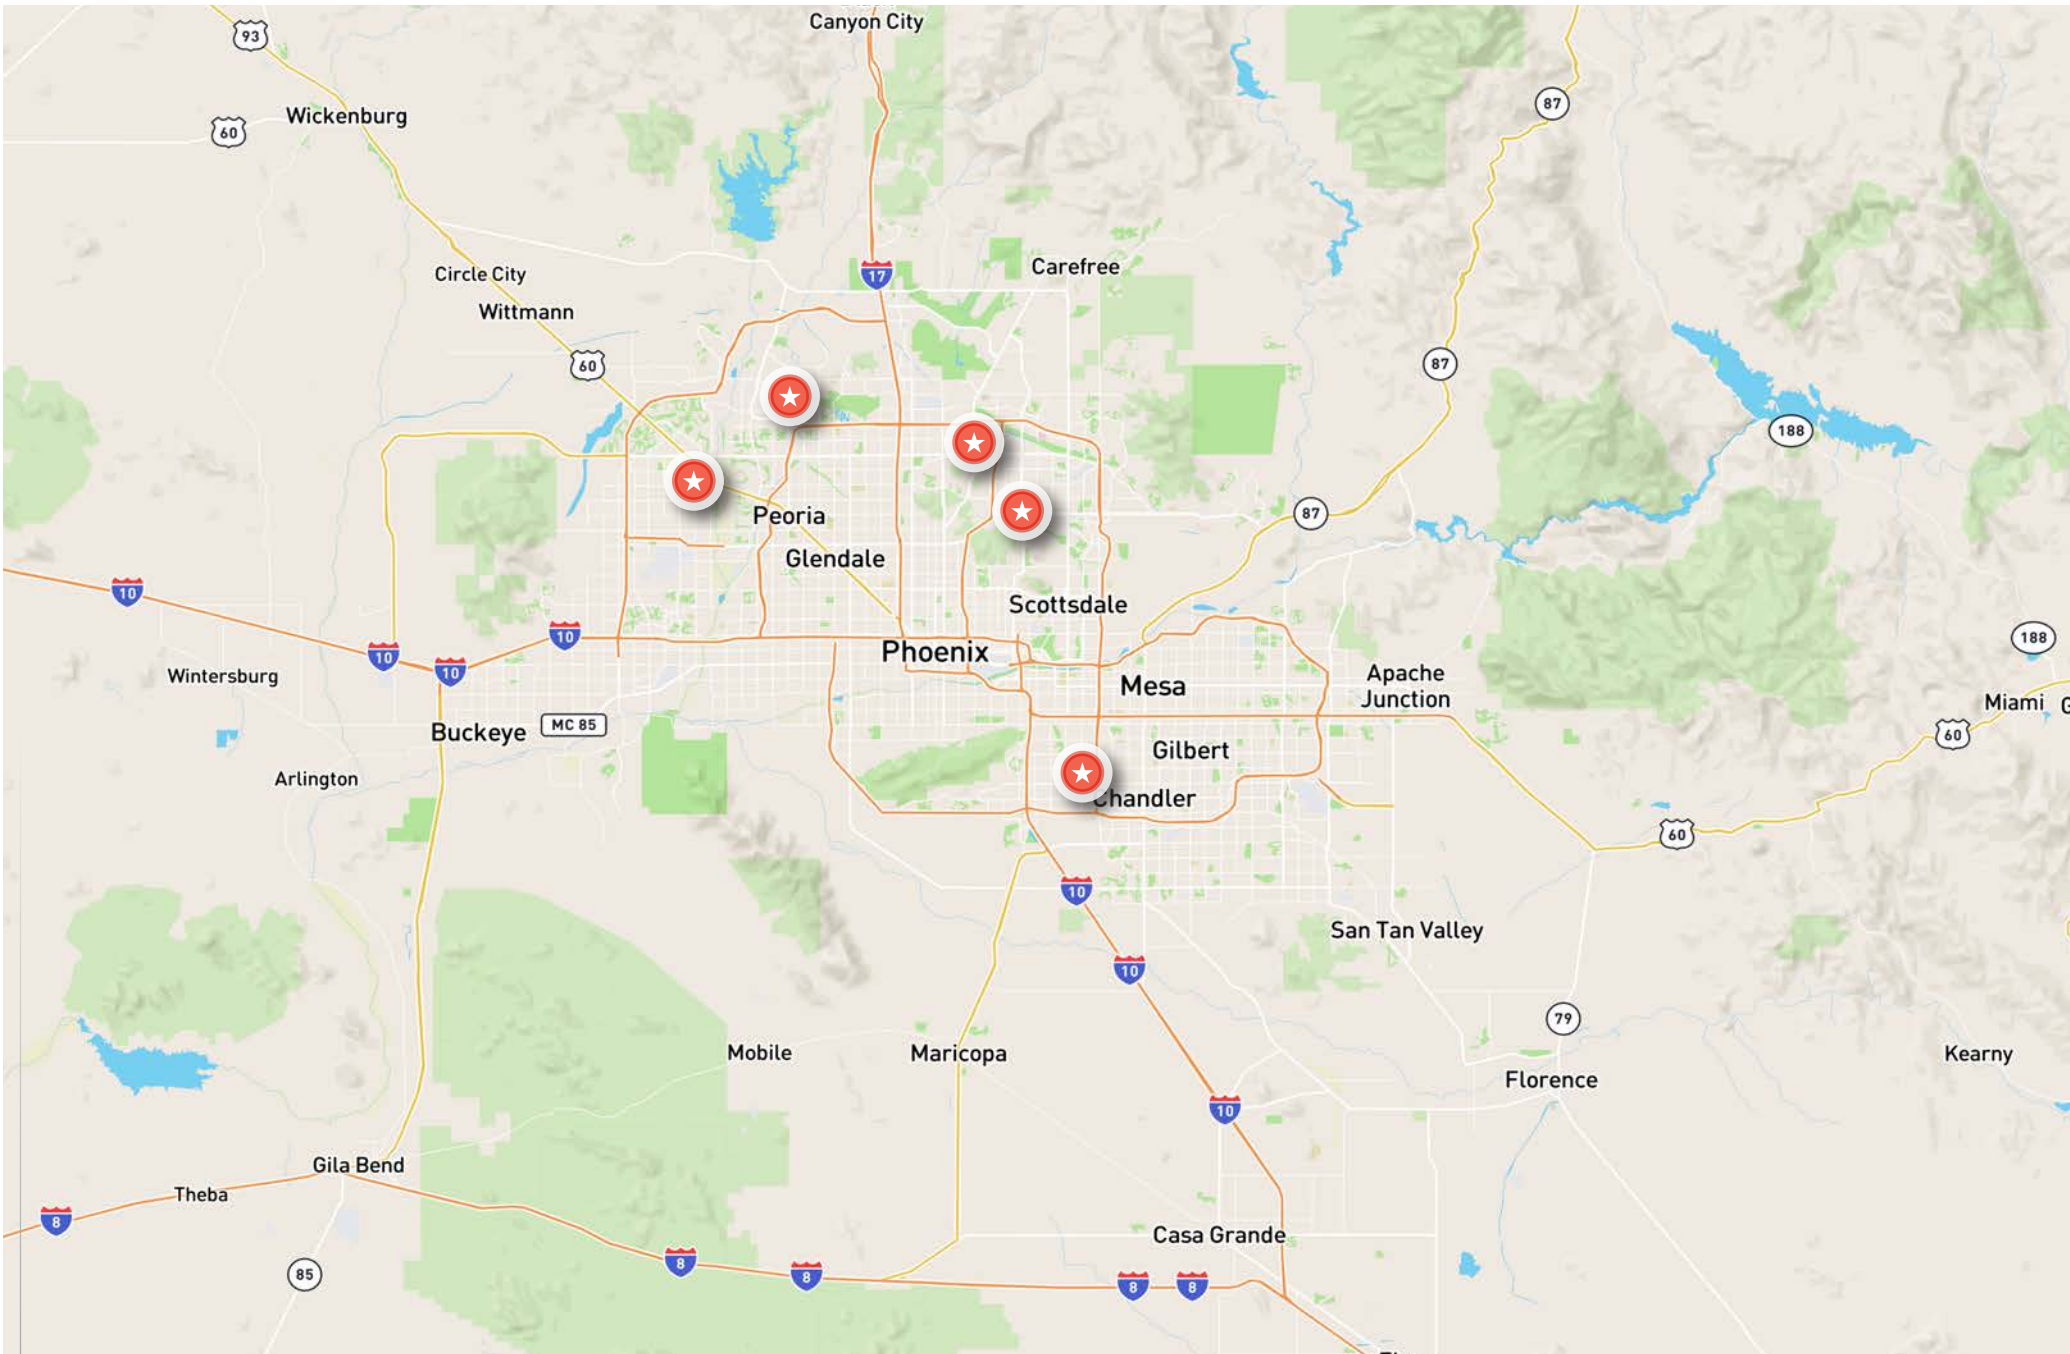 Canyon City
93
Wickenburg
60
87
17
Carefree
Circle City
Wittmann
60
87
188
87
Peoria
Glendale
10
Scottsdale
10
10
10
Phoenix
188
Wintersburg
Mesa
Apache
Junction
Miami
Buckeye
MC 85
60
Gilbert
Arlington
Chandler
60
10
San Tan Valley
10
79
Mobile
Maricopa
Kearny
Florence
10
Gila Bend
Theba
8
Casa Grande
8
8
8
8
85